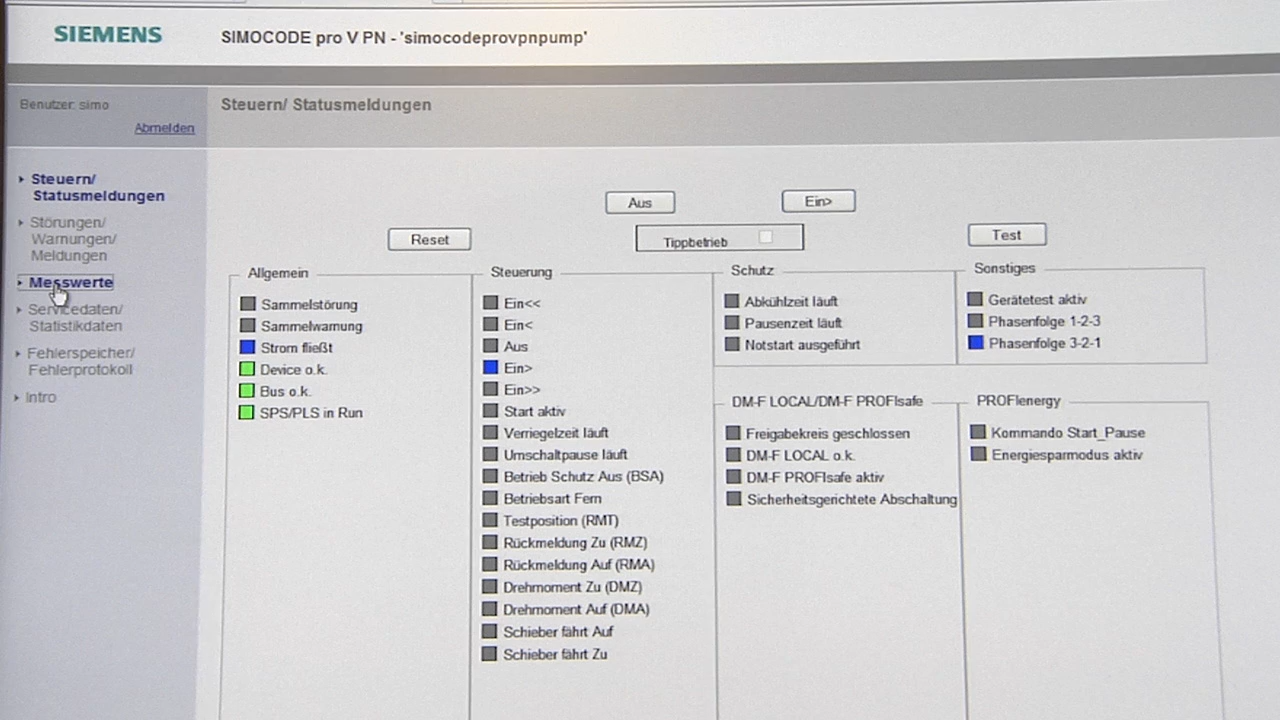 SIEMENS
SIMOCODE pro V PN - 'simocodeprovpnpump'
Benutzer: simo
Abmelden
Steuern/ Statusmeldungen
Steuern/
Statusmeldungen
Störungen/
Warnungen/
Meldungen
Messwerte
Servicedaten/
Statistikdaten
Fehlerspeicher/
Fehlerprotokoll
Intro
Aus
Ein>
Reset
Tippbetrieb
Test
Allgemein
Sammelstörung
Sammelwarnung
Strom fließt
Device o.k.
Bus o.k.
SPS/PLS in Run
Steuerung
Ein<<
Ein<
Aus
Ein>
Ein>>
Start aktiv
Verriegelzeit läuft
Umschaltpause läuft
Betrieb Schutz Aus (BSA)
Betriebsart Fern
Testposition (RMT)
Rückmeldung Zu (RMZ)
Rückmeldung Auf (RMA)
Drehmoment Zu (DMZ)
Drehmoment Auf (DMA)
Schieber fährt Auf
Schieber fährt Zu
Schutz
Abkühlzeit läuft
Pausenzeit läuft
Notstart ausgeführt
Sonstiges
Gerätetest aktiv
Phasenfolge 1-2-3
Phasenfolge 3-2-1
DM-F LOCAL/DM-F PROFIsafe
Freigabekreis geschlossen
DM-F LOCAL o.k.
DM-F PROFIsafe aktiv
Sicherheitsgerichtete Abschaltung
PROFIenergy
Kommando Start_Pause
Energiesparmodus aktiv